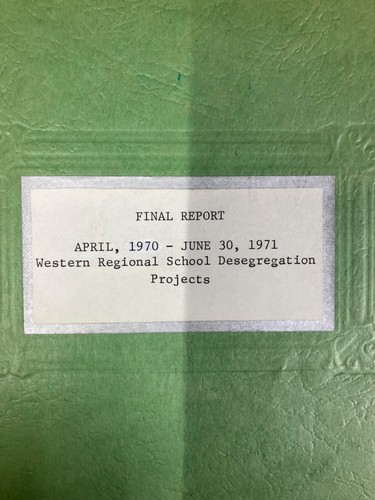 FINAL REPORT
APRIL, 1970 - JUNE 30, 1971
Western Regional School Desegregation
Projects